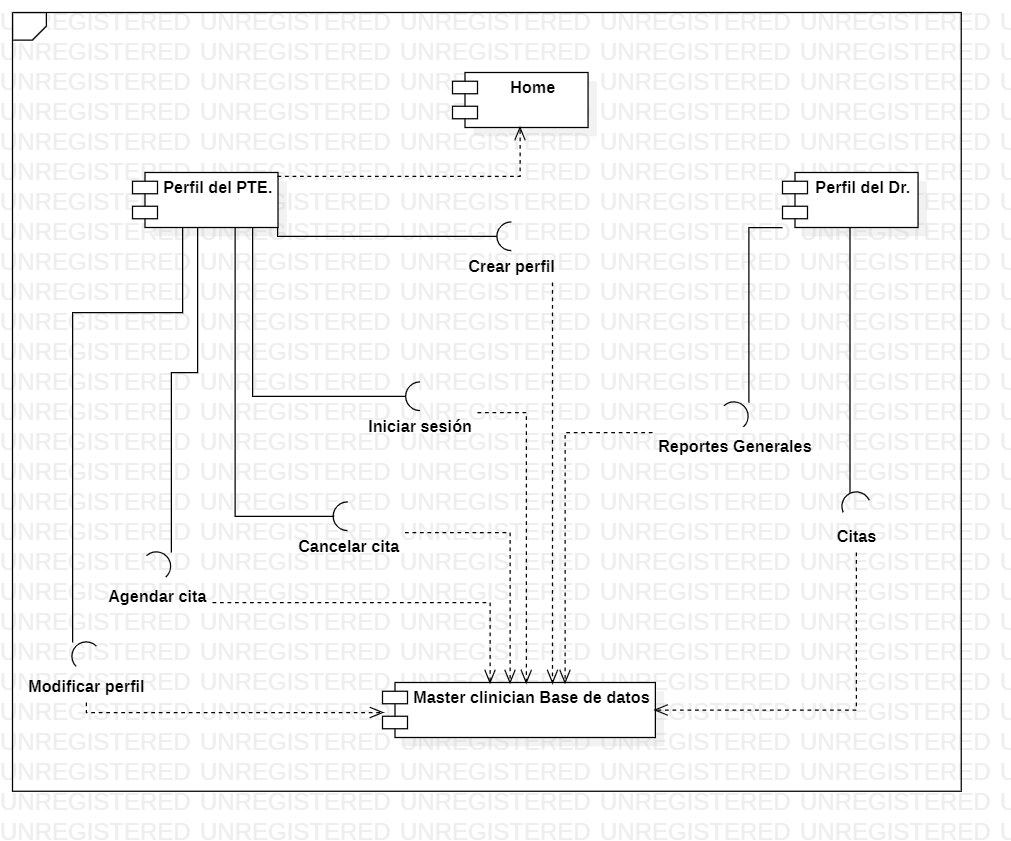 Home
Perfil del PTE.
Perfil del Dr.
Crear perfil
Iniciar sesión
Reportes Generales
Cancelar cita
Citas
Agendar cita
Modificar perfil
Master clinician Base de datos
UNREGISTERED